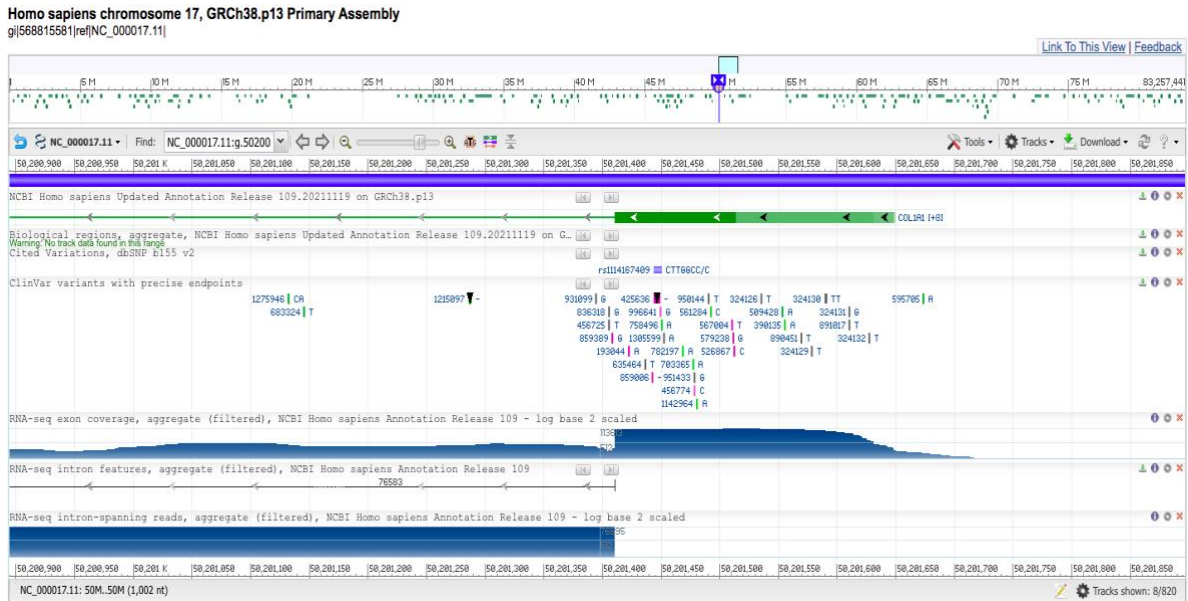 Homo sapiens chromosome 17, GRCh38.p13 Primary Assembly
gi|568815581|ref|NC_000017.11|
Link To This View | Feedback
5 M 10 M 15 M 20 M 25 M 30 M 35 M 40 M 45 M M 55 M 60 M 65 M 70 M 75 M 83,257,441
NC_000017.11 Find: NC_000017.11:g.50200 Tools Tracks Download ?
50,200,900 50,200,950 50,201 K 50,201,050 50,201,100 50,201,150 50,201,200 50,201,250 50,201,300 50,201,350 50,201,400 50,201,450 50,201,500 50,201,550 50,201,600 50,201,650 50,201,700 50,201,750 50,201,800 50,201,850
NCBI Homo sapiens Updated Annotation Release 109.20211119 on GRCh38.p13
COL1A1 [+8]
Biological regions, aggregate, NCBI Homo sapiens Updated Annotation Release 109.20211119 on G…
Warning: No track data found in this range
Cited Variations, dbSNP b155 v2
rs1114167409 CTTGGCC/C
ClinVar variants with precise endpoints
1275946 CA 1215097 - 931099 G 425636 - 950144 T 324126 T 324130 TT 595705 A
683324 T 836318 G 996641 G 561284 C 509428 A 324131 G
456725 T 758496 A 567004 T 390135 A 891017 T
859389 G 1305599 A 579238 G 890451 T 324132 T
193044 A 782197 A 526867 C 324129 T
635464 T 703365 A
859006 - 951433 G
456774 C
1142964 A
RNA-seq exon coverage, aggregate (filtered), NCBI Homo sapiens Annotation Release 109 - log base 2 scaled
RNA-seq intron features, aggregate (filtered), NCBI Homo sapiens Annotation Release 109
76583
RNA-seq intron-spanning reads, aggregate (filtered), NCBI Homo sapiens Annotation Release 109 - log base 2 scaled
50,200,900 50,200,950 50,201 K 50,201,050 50,201,100 50,201,150 50,201,200 50,201,250 50,201,300 50,201,350 50,201,400 50,201,450 50,201,500 50,201,550 50,201,600 50,201,650 50,201,700 50,201,750 50,201,800 50,201,850
NC_000017.11: 50M..50M (1,002 nt) Tracks shown: 8/820